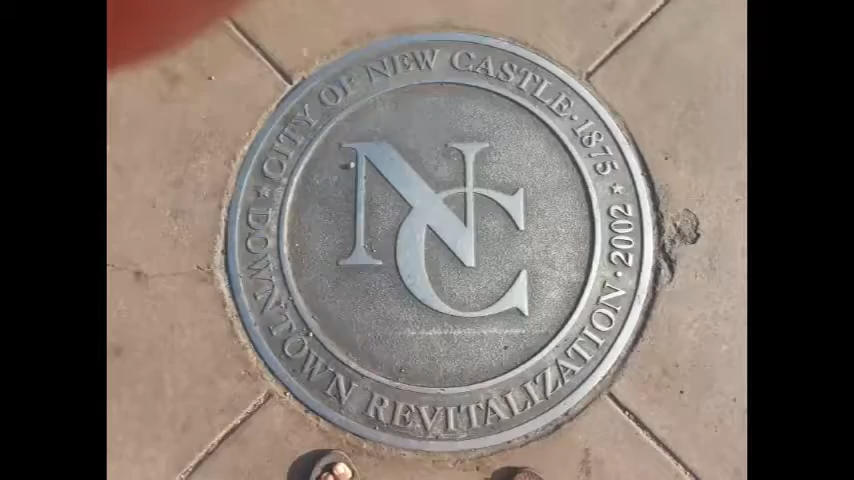 CITY OF NEW CASTLE · 1875 ★
DOWNTOWN REVITALIZATION · 2002 ★
NC